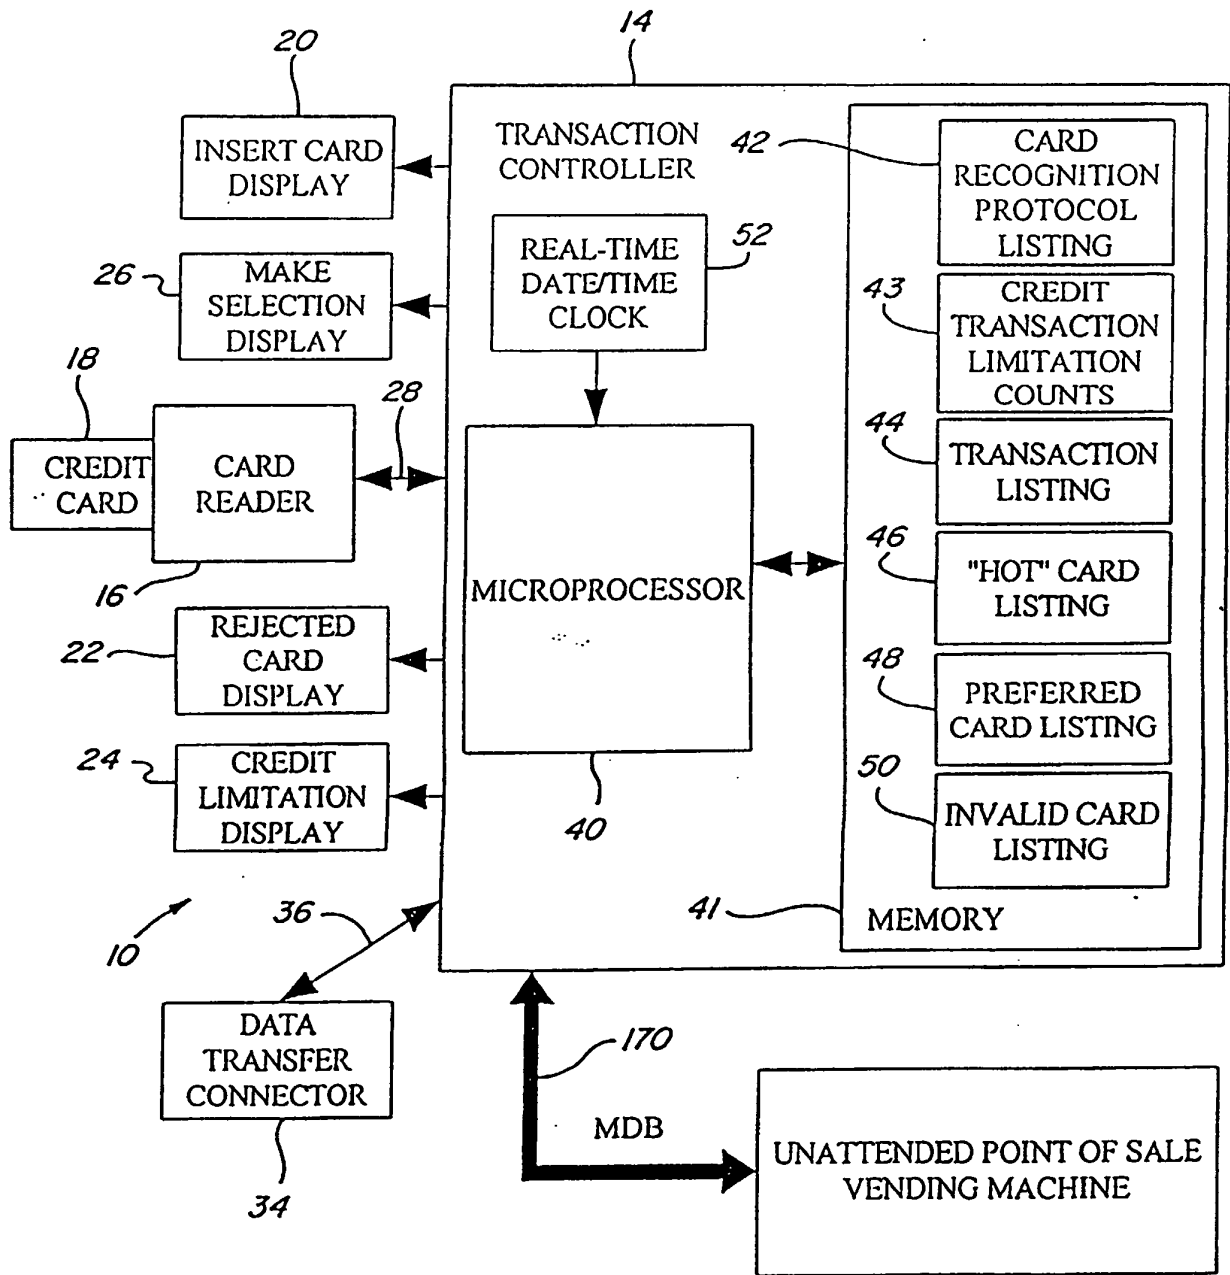 20
14
INSERT CARD
DISPLAY
TRANSACTION
CONTROLLER
42
CARD
RECOGNITION
PROTOCOL
LISTING
26
MAKE
SELECTION
DISPLAY
REAL-TIME
DATE/TIME
CLOCK
52
43
CREDIT
TRANSACTION
LIMITATION
COUNTS
18
28
CREDIT
CARD
CARD
READER
16
44
TRANSACTION
LISTING
MICROPROCESSOR
40
46
"HOT" CARD
LISTING
22
REJECTED
CARD
DISPLAY
48
PREFERRED
CARD LISTING
24
CREDIT
LIMITATION
DISPLAY
50
INVALID CARD
LISTING
41
MEMORY
10
36
DATA
TRANSFER
CONNECTOR
34
170
MDB
UNATTENDED POINT OF SALE
VENDING MACHINE